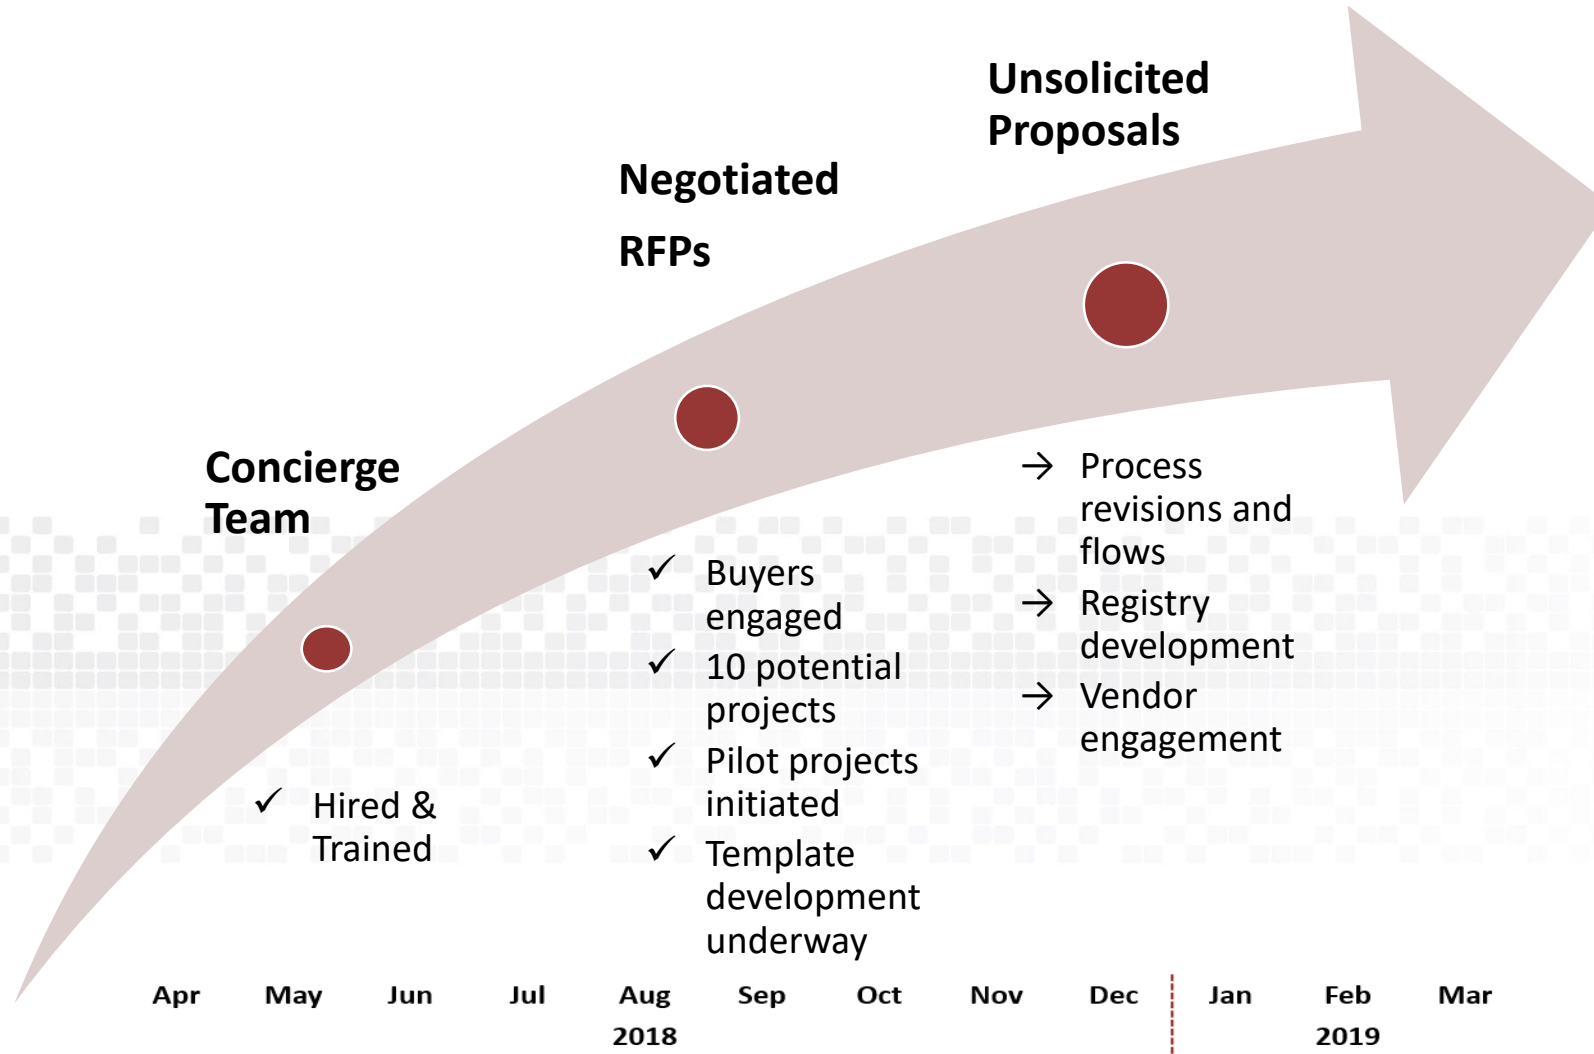 Unsolicited
Proposals
Negotiated
RFPs
Concierge
Team
✓ Hired &
Trained
✓ Buyers
engaged
✓ 10 potential
projects
✓ Pilot projects
initiated
✓ Template
development
underway
→ Process
revisions and
flows
→ Registry
development
→ Vendor
engagement
Apr May Jun Jul Aug Sep Oct Nov Dec Jan Feb Mar
2018 2019